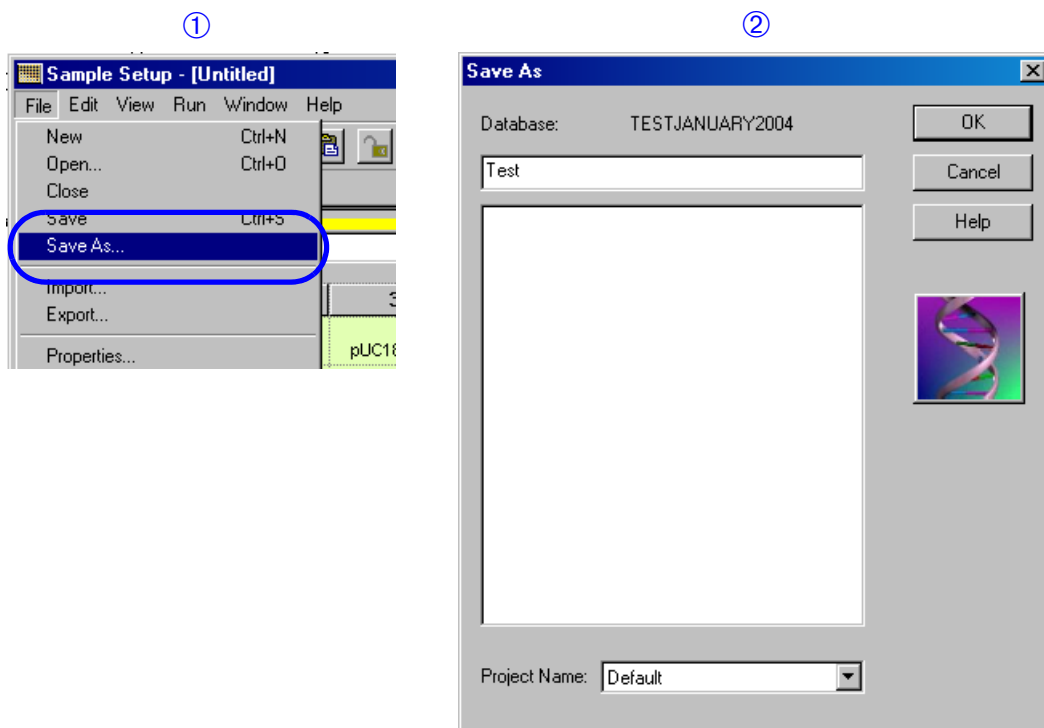 ①
Sample Setup - [Untitled]
File Edit View Run Window Help
New Ctrl+N
Open... Ctrl+O
Close
Save Ctrl+S
Save As...
Import...
Export...
Properties...
3
pUC18
②
Save As
Database: TESTJANUARY2004
OK
Test
Cancel
Help
Project Name: Default